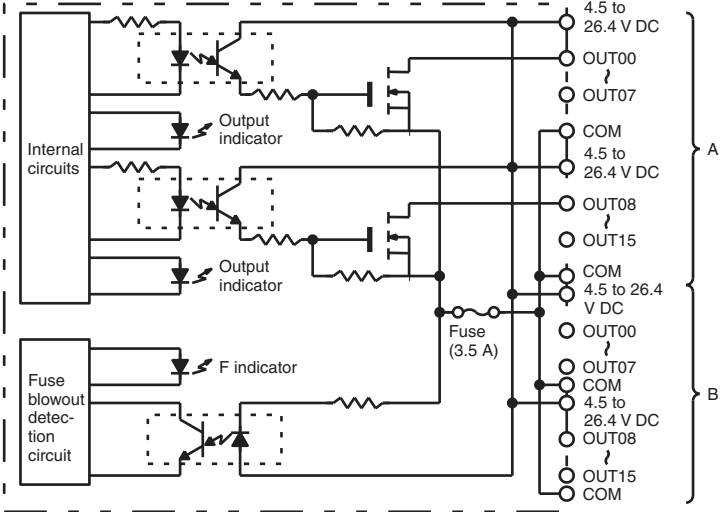 Internal
circuits
Output
indicator
Output
indicator
Fuse
blowout
detec-
tion
circuit
F indicator
Fuse
(3.5 A)
4.5 to
26.4 V DC
OUT00
~
OUT07
COM
4.5 to
26.4 V DC
OUT08
~
OUT15
COM
4.5 to 26.4
V DC
OUT00
~
OUT07
COM
4.5 to
26.4 V DC
OUT08
~
OUT15
COM
A
B